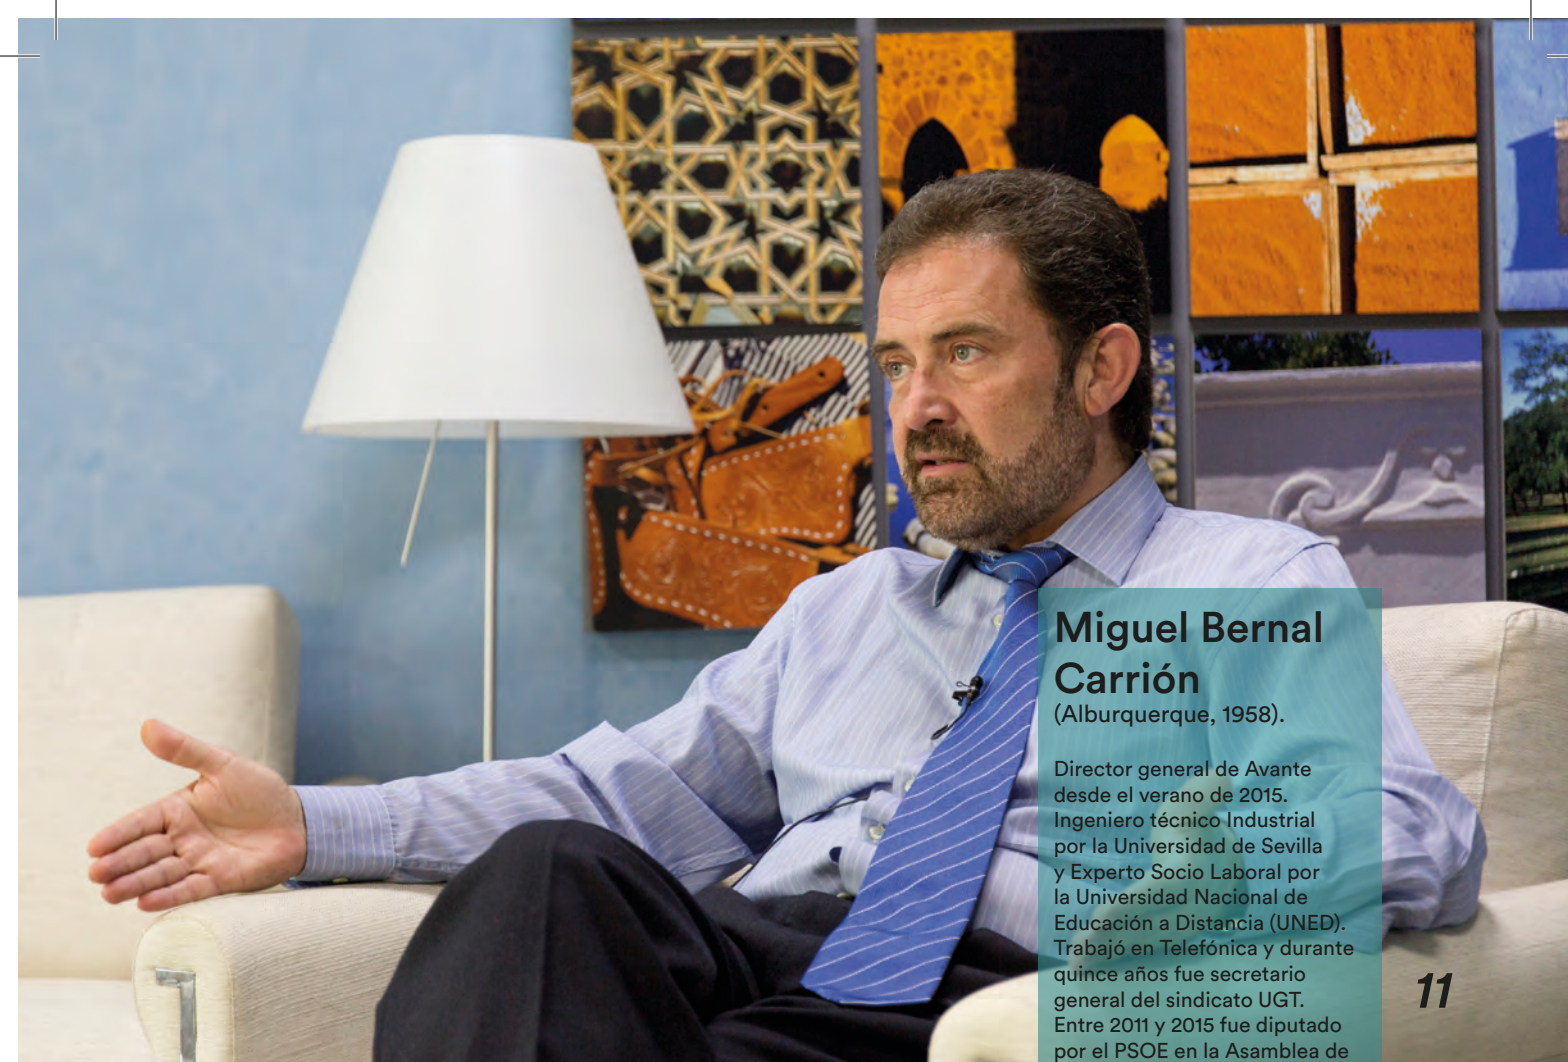 Miguel Bernal
Carrión
(Alburquerque, 1958).
Director general de Avante
desde el verano de 2015.
Ingeniero técnico Industrial
por la Universidad de Sevilla
y Experto Socio Laboral por
la Universidad Nacional de
Educación a Distancia (UNED).
Trabajó en Telefónica y durante
quince años fue secretario
general del sindicato UGT.
Entre 2011 y 2015 fue diputado
por el PSOE en la Asamblea de
11